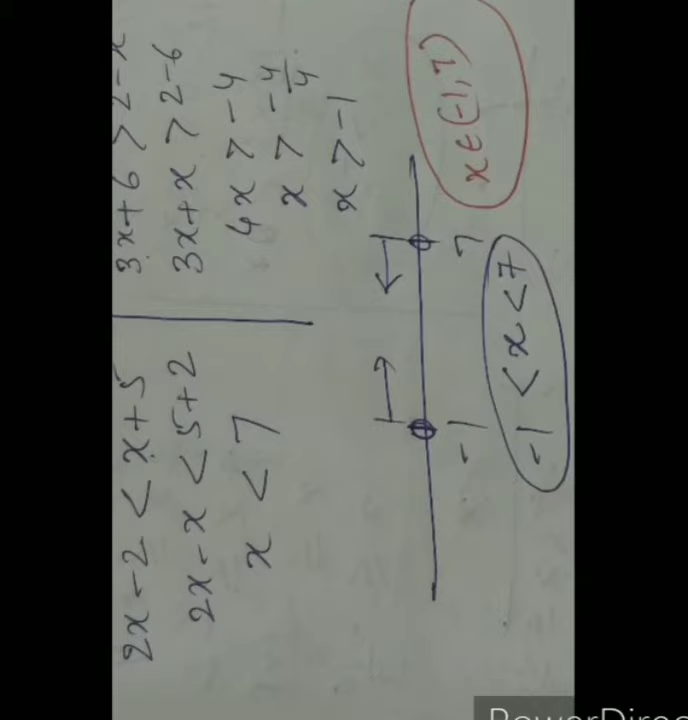 2x-2 < x+5
2x-x < 5+2
x < 7
3x+6 > 2-x
3x+x > 2-6
4x > -4
x > -4/4
x > -1
-1 7
-1 < x < 7
x ∈ (-1, 7)